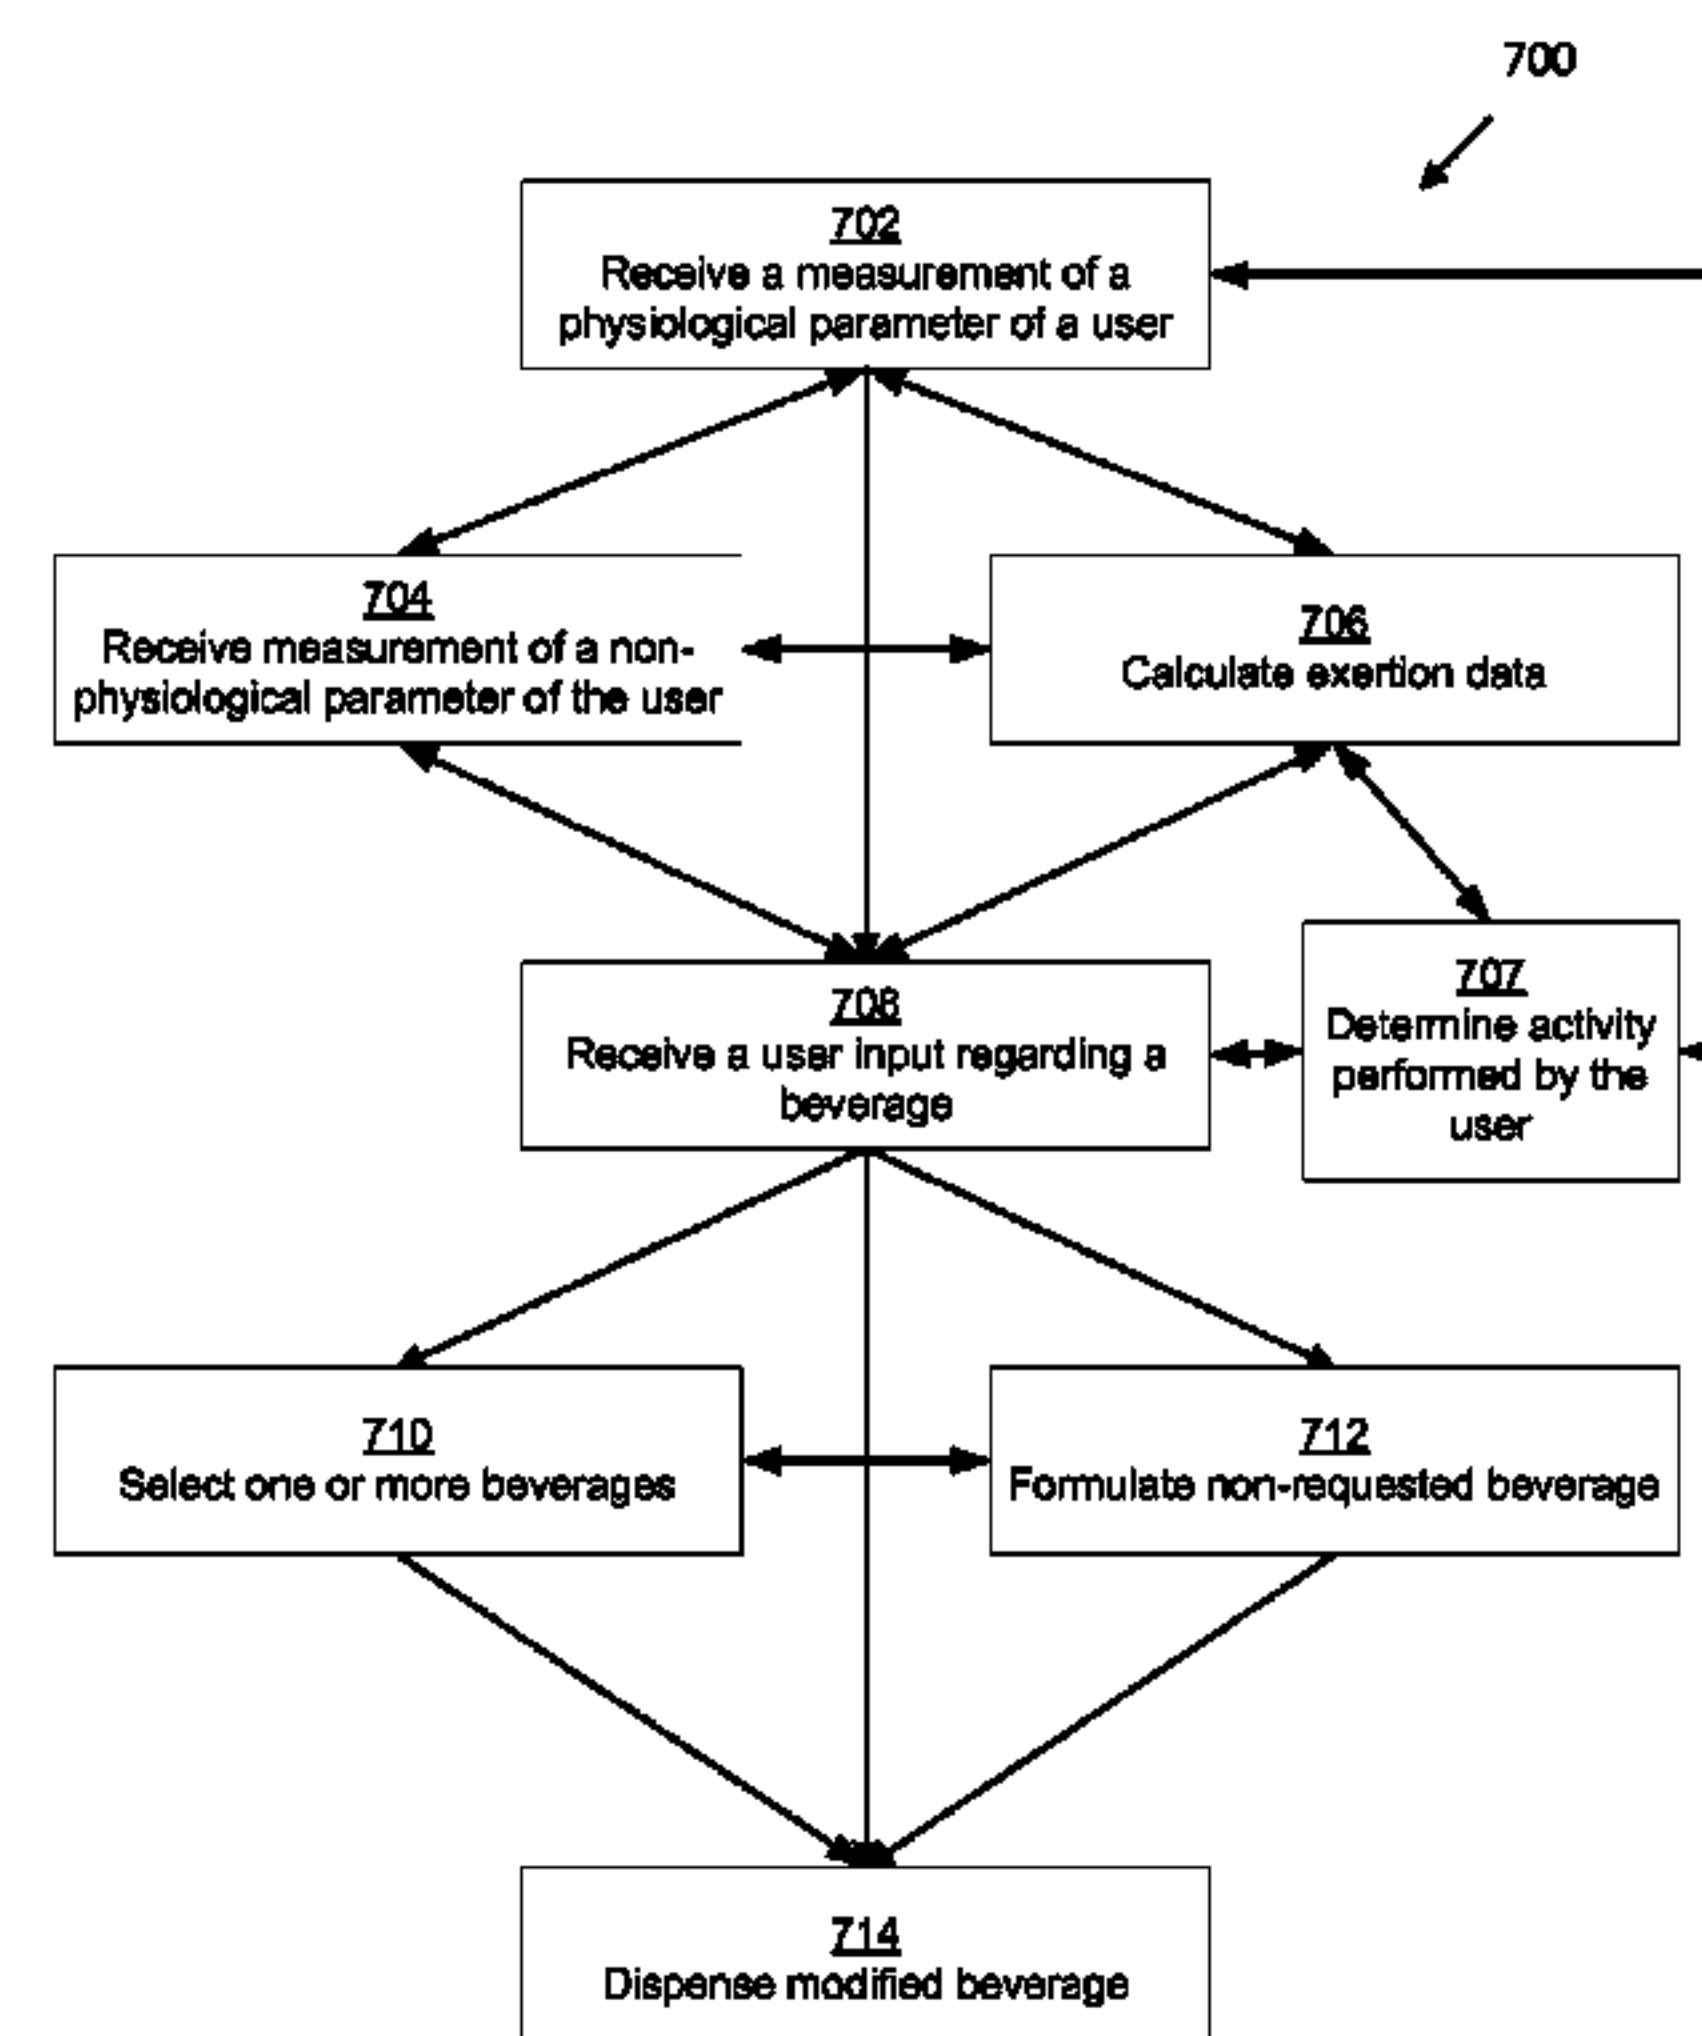 700
702
Receive a measurement of a
physiological parameter of a user
704
Receive measurement of a non-
physiological parameter of the user
706
Calculate exertion data
708
Receive a user input regarding a
beverage
707
Determine activity
performed by the
user
710
Select one or more beverages
712
Formulate non-requested beverage
714
Dispense modified beverage